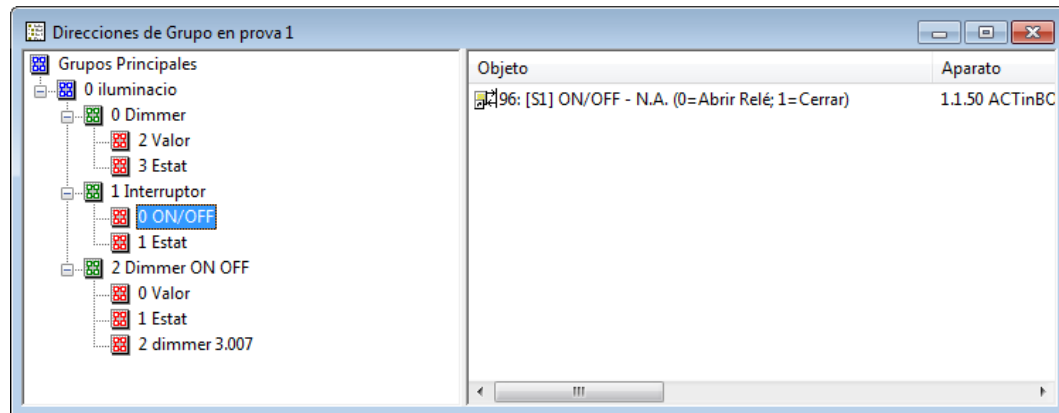 Direcciones de Grupo en prova 1
Grupos Principales
0 iluminacio
0 Dimmer
2 Valor
3 Estat
1 Interruptor
0 ON/OFF
1 Estat
2 Dimmer ON OFF
0 Valor
1 Estat
2 dimmer 3.007
Objeto Aparato
96: [S1] ON/OFF - N.A. (0=Abrir Relé; 1=Cerrar) 1.1.50 ACTinBO